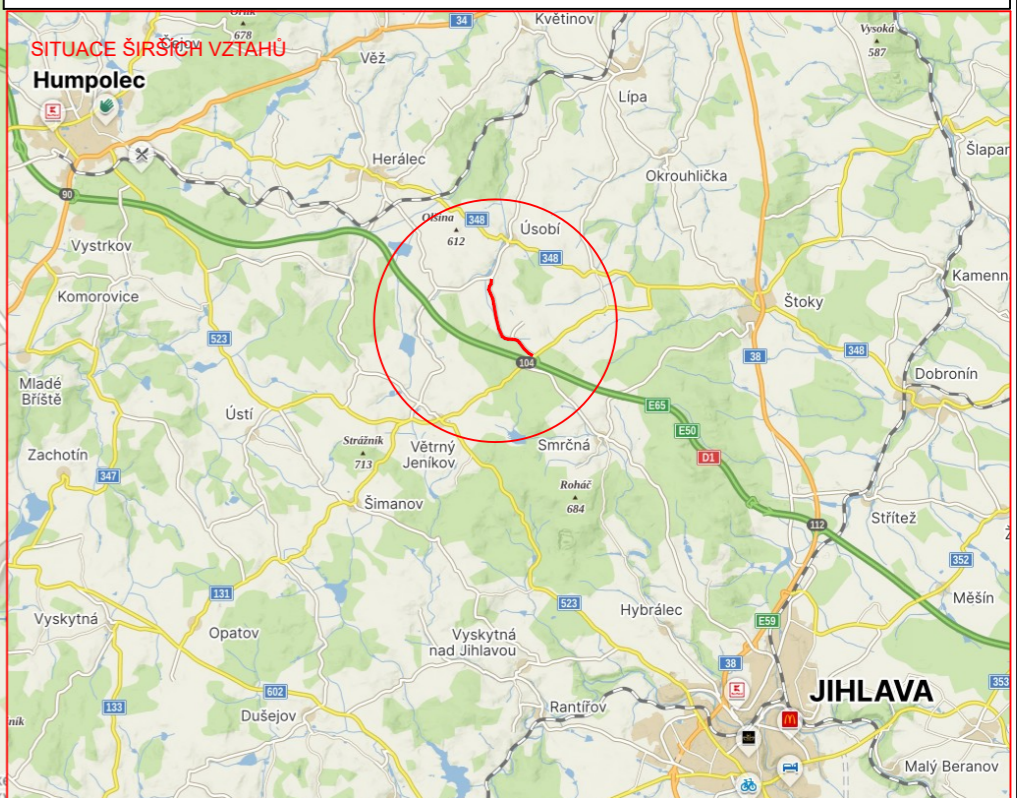 34
Květinov
Orlík
678
Vysoká
587
SITUACE ŠIRŠÍCH VZTAHŮ
Věž
Humpolec
Lípa
Herálec
Šlapan
Okrouhlička
90
Olšina
348
612
Úsobí
Vystrkov
348
Kamenn
Komorovice
Štoky
523
348
38
104
Mladé
Bříště
Dobronín
E65
Ústí
E50
Strážník
713
Větrný
Jeníkov
Smrčná
Zachotín
D1
347
Roháč
684
Šimanov
Střítež
112
352
131
Měšín
523
Hybrálec
Vyskytná
E59
Opatov
Vyskytná
nad Jihlavou
38
602
JIHLAVA
353
133
Rantířov
Dušejov
ník
Malý Beranov